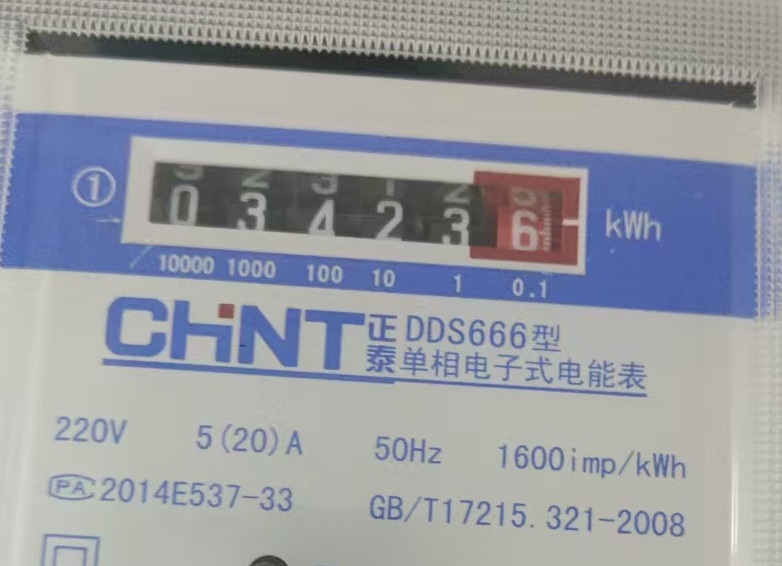 ① 0 3 4 2 3 6 kWh
10000 1000 100 10 1 0.1
CHNT 正泰 DDS666型
单相电子式电能表
220V 5(20)A 50Hz 1600imp/kWh
PA 2014E537-33 GB/T17215.321-2008